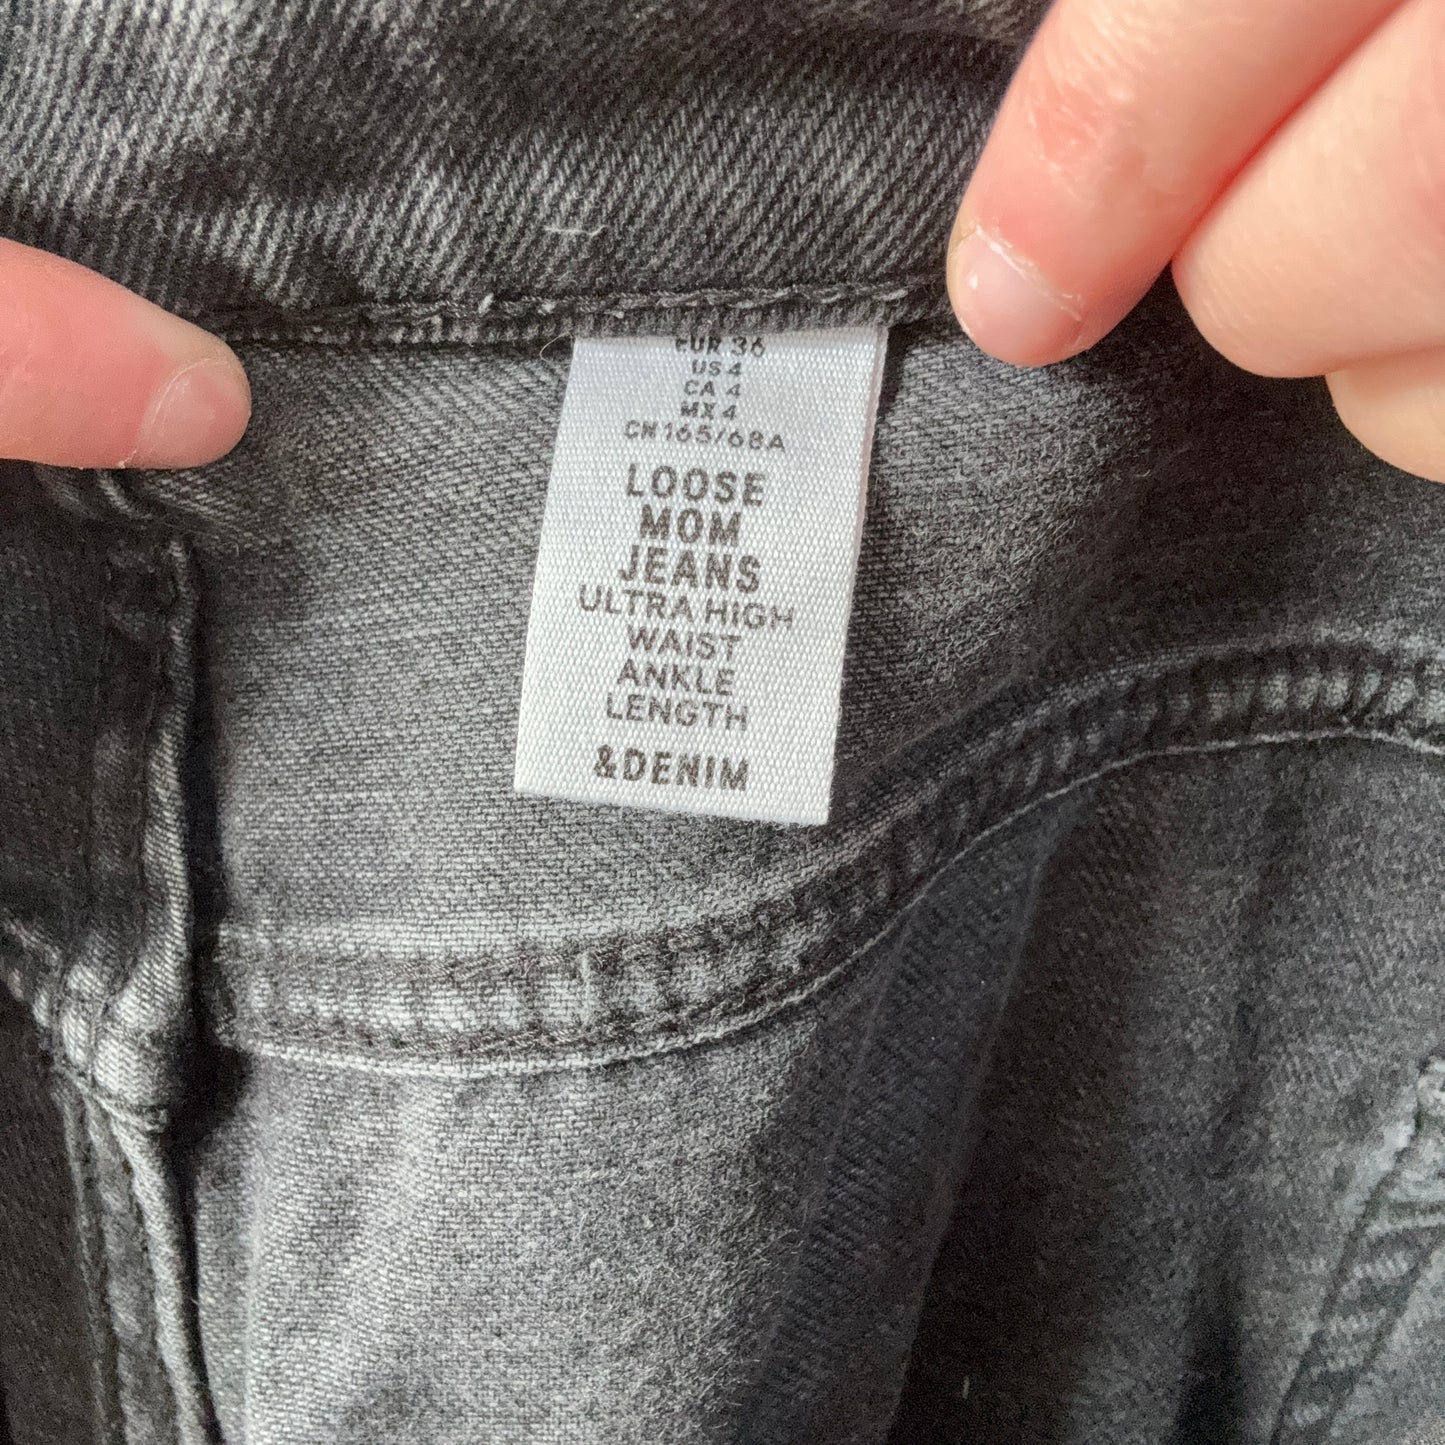 EUR 36
US 4
CA 4
MX 4
CN 165/68A
LOOSE
MOM
JEANS
ULTRA HIGH
WAIST
ANKLE
LENGTH
&DENIM